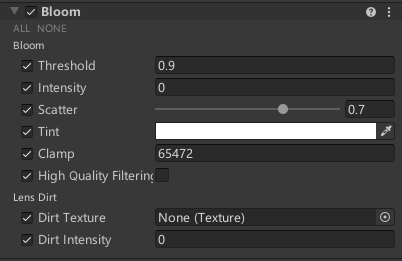 Bloom
ALL NONE
Bloom
Threshold 0.9
Intensity 0
Scatter 0.7
Tint
Clamp 65472
High Quality Filtering
Lens Dirt
Dirt Texture None (Texture)
Dirt Intensity 0